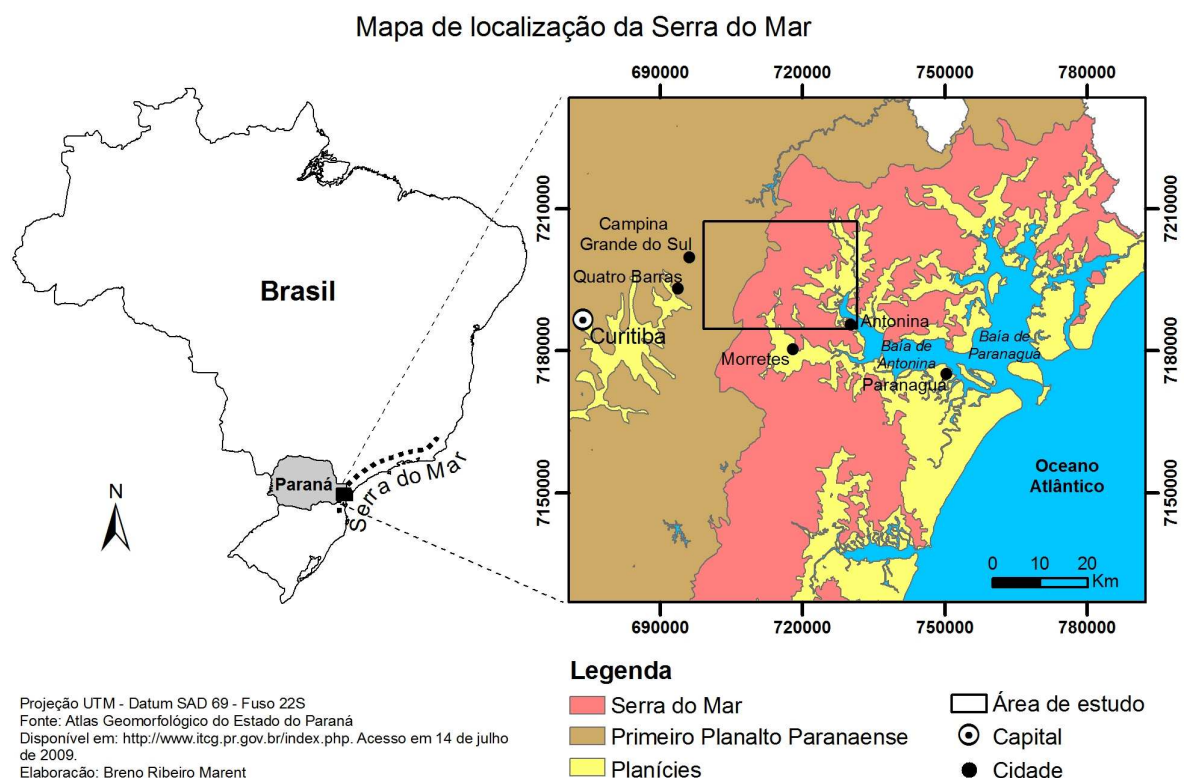 Mapa de localização da Serra do Mar
Brasil
Paraná
Serra do Mar
N
690000
720000
750000
780000
7210000
7180000
7150000
7210000
7180000
7150000
Campina
Grande do Sul
Quatro Barras
Curitiba
Antonina
Morretes
Baía de
Antonina
Baía de
Paranaguá
Paranaguá
Oceano
Atlântico
0 10 20
Km
690000
720000
750000
780000
Legenda
Serra do Mar
Primeiro Planalto Paranaense
Planícies
Área de estudo
Capital
Cidade
Projeção UTM - Datum SAD 69 - Fuso 22S
Fonte: Atlas Geomorfológico do Estado do Paraná
Disponível em: http://www.itcg.pr.gov.br/index.php. Acesso em 14 de julho
de 2009.
Elaboração: Breno Ribeiro Marent